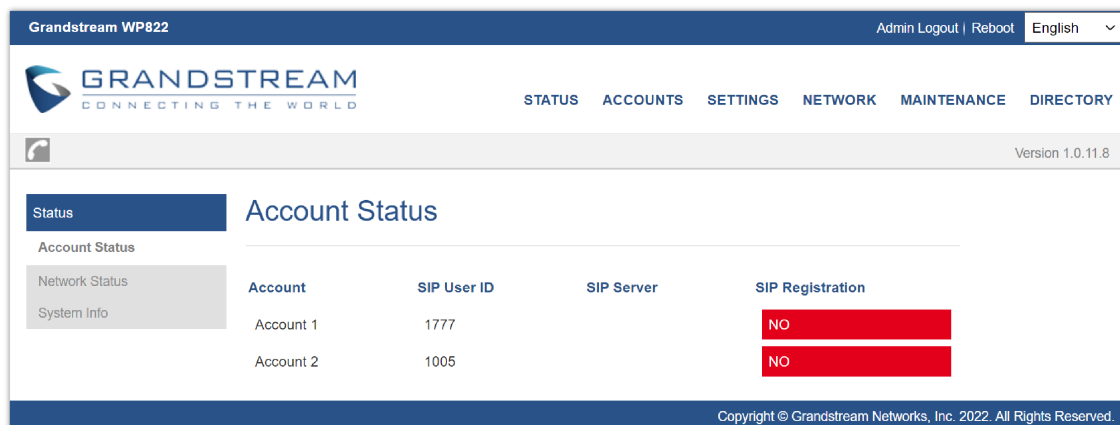 Grandstream WP822 Admin Logout | Reboot English
GRANDSTREAM
CONNECTING THE WORLD
STATUS ACCOUNTS SETTINGS NETWORK MAINTENANCE DIRECTORY
Version 1.0.11.8
Status
Account Status
Network Status
System Info
Account Status
Account SIP User ID SIP Server SIP Registration
Account 1 1777 NO
Account 2 1005 NO
Copyright © Grandstream Networks, Inc. 2022. All Rights Reserved.